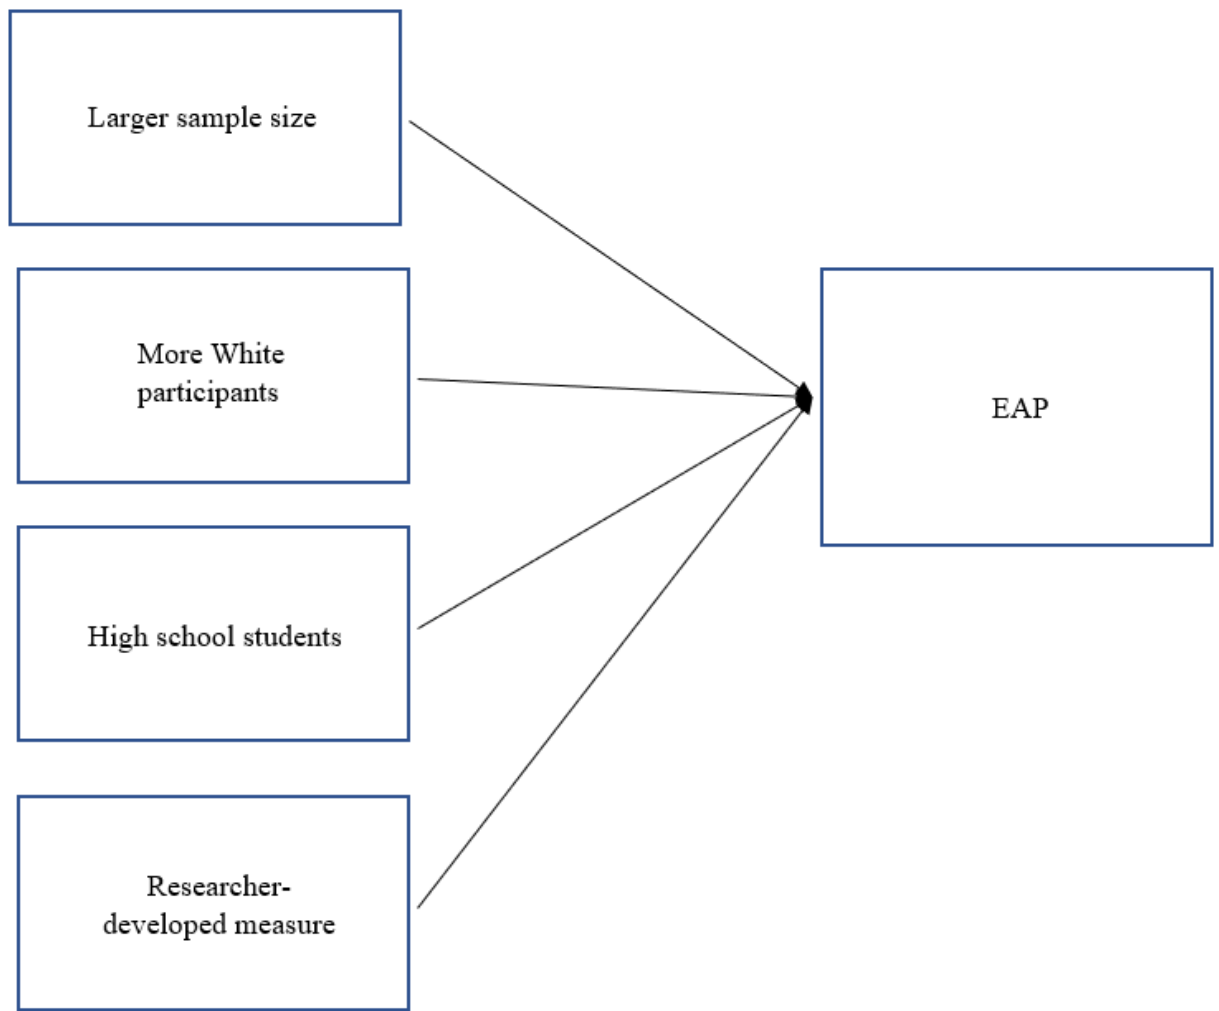 Larger sample size
More White
participants
EAP
High school students
Researcher-
developed measure